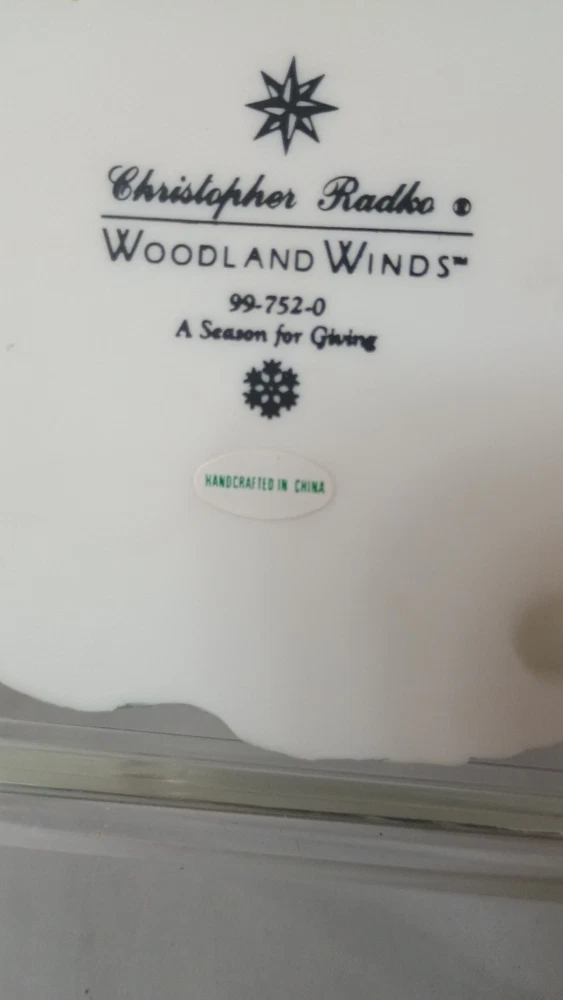 Christopher Radko ®
WOODLAND WINDS™
99-752-0
A Season for Giving
HANDCRAFTED IN CHINA